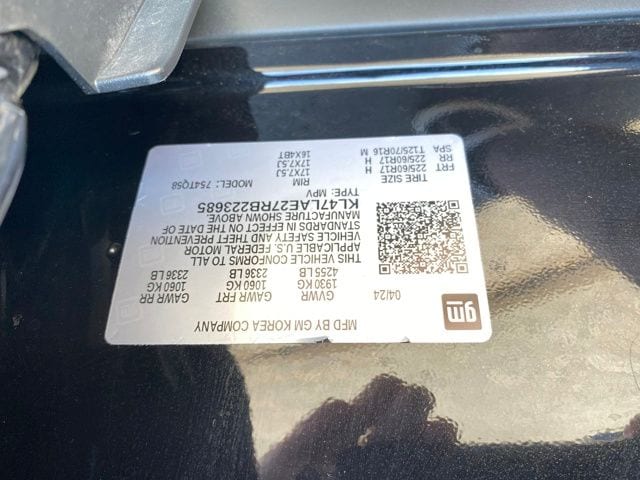 gm
MFD BY GM KOREA COMPANY
04/24 GVWR GAWR FRT GAWR RR
1930 KG 1060 KG 1060 KG
4255 LB 2336 LB 2336 LB
THIS VEHICLE CONFORMS TO ALL
APPLICABLE U.S. FEDERAL MOTOR
VEHICLE SAFETY AND THEFT PREVENTION
STANDARDS IN EFFECT ON THE DATE OF
MANUFACTURE SHOWN ABOVE.
KL47LAE27RB223685
TYPE: MPV MODEL: 754TQ58
TIRE SIZE RIM
FRT 225/60R17 H 17X7.5J
RR 225/60R17 H 17X7.5J
SPA T125/70R16 M 16X4BT